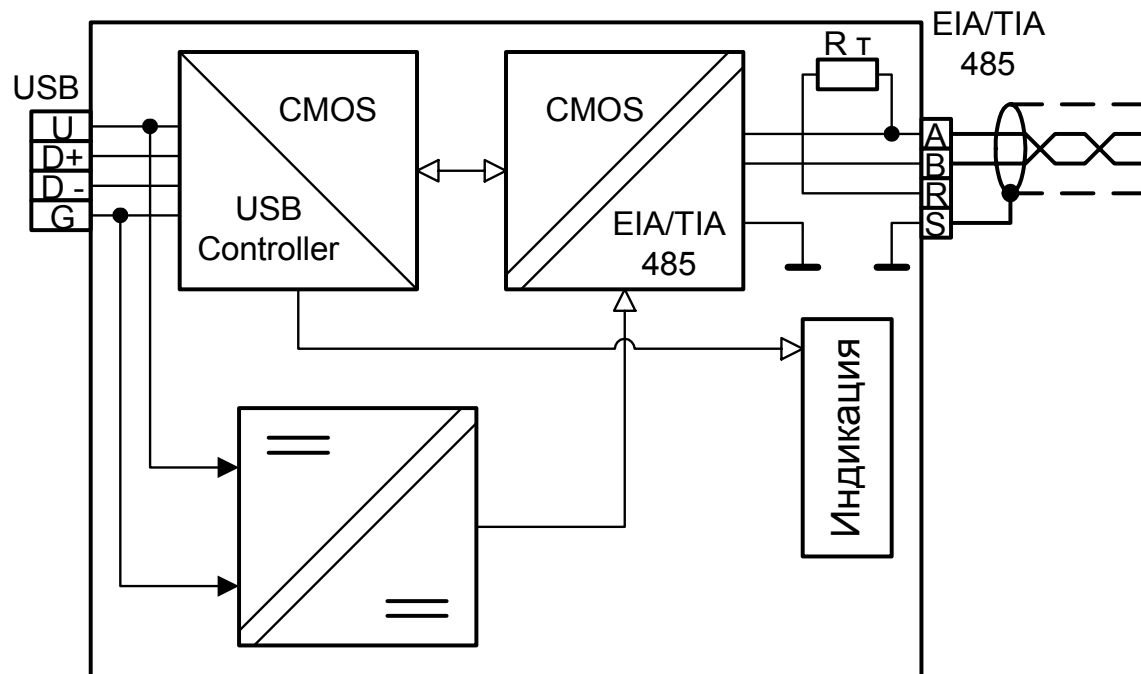 EIA/TIA
485
R т
USB
U
D+
D -
G
CMOS
USB
Controller
CMOS
EIA/TIA
485
A
B
R
S
Индикация